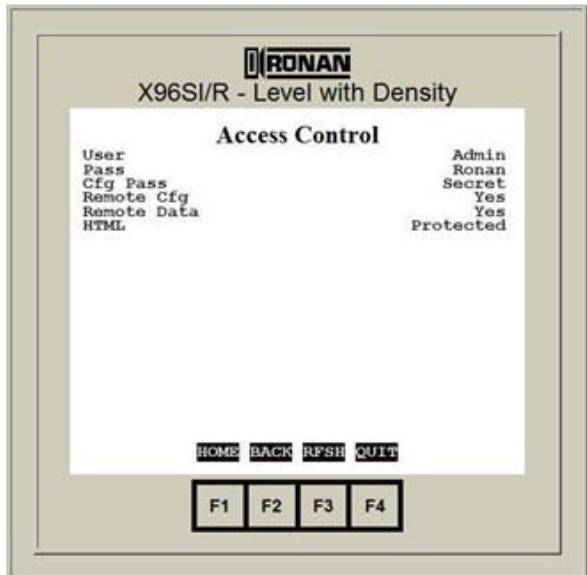 RONAN
X96SI/R - Level with Density
Access Control
User Admin
Pass Ronan
Cfg Pass Secret
Remote Cfg Yes
Remote Data Yes
HTML Protected
HOME BACK RFSH QUIT
F1 F2 F3 F4